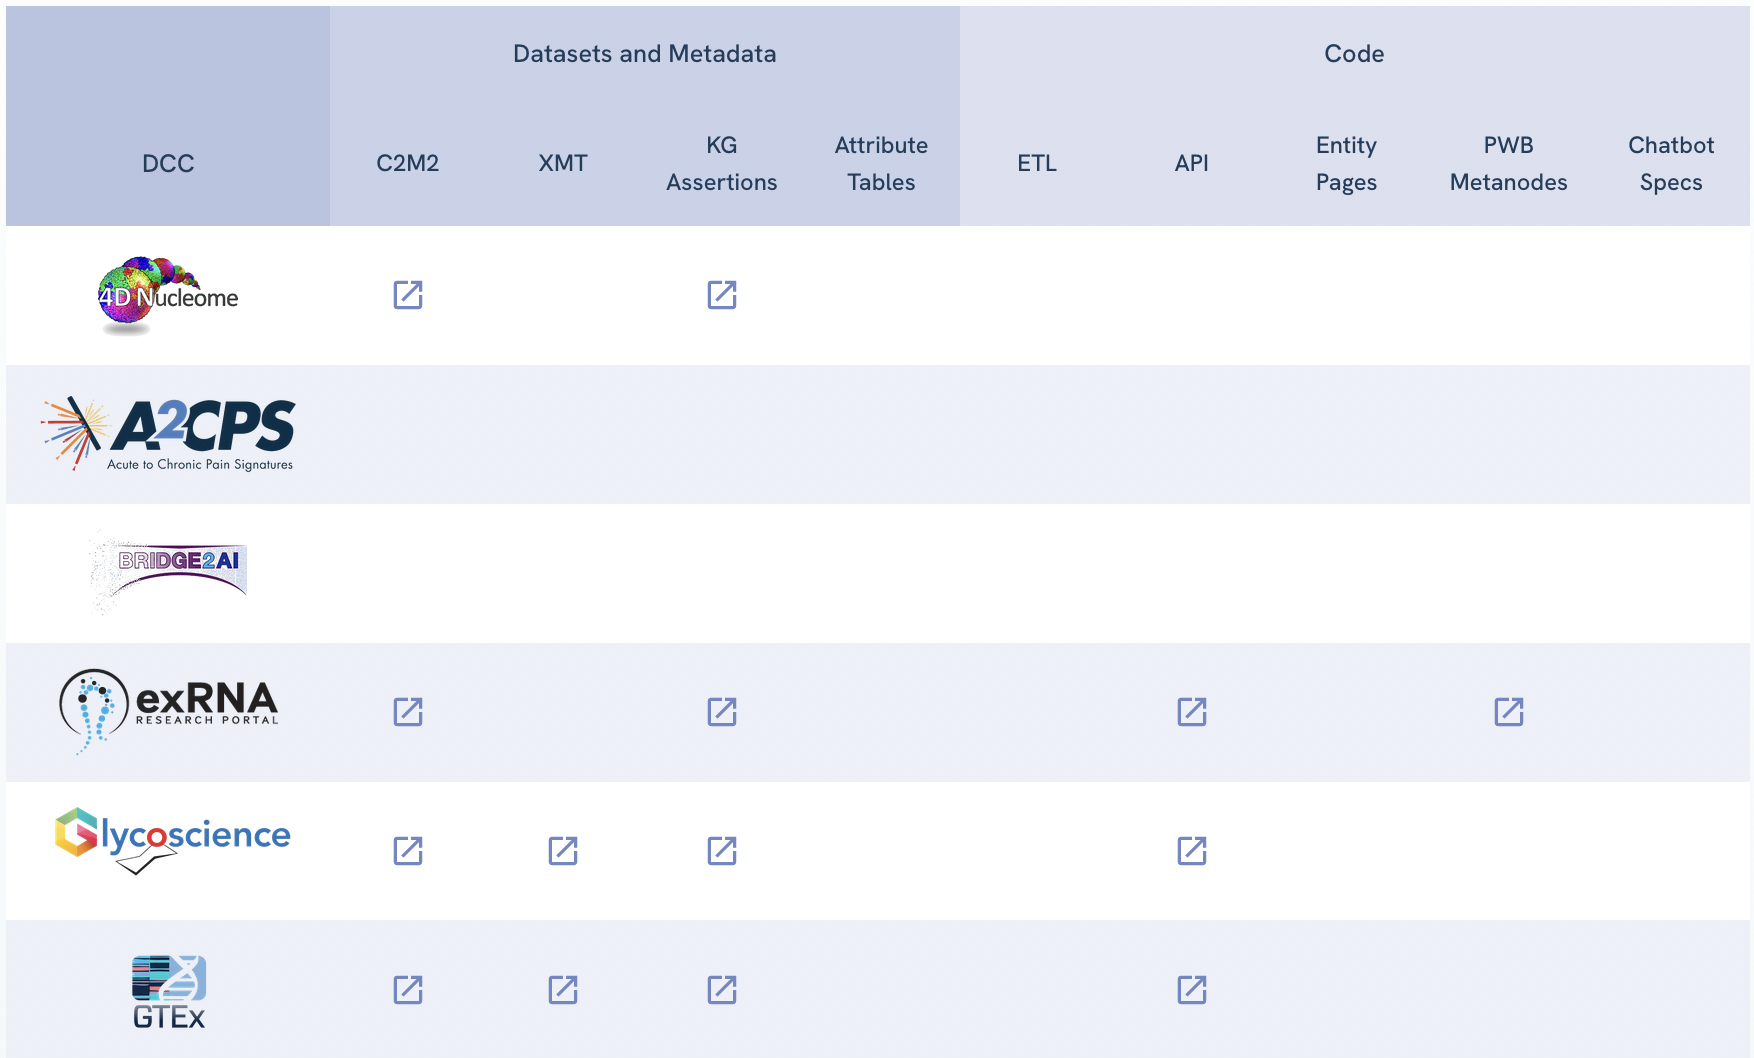 Datasets and Metadata
Code
DCC
C2M2
XMT
KG
Assertions
Attribute
Tables
ETL
API
Entity
Pages
PWB
Metanodes
Chatbot
Specs
4D Nucleome
A2CPS
Acute to Chronic Pain Signatures
BRIDGE2AI
exRNA
RESEARCH PORTAL
Glycoscience
GTEx